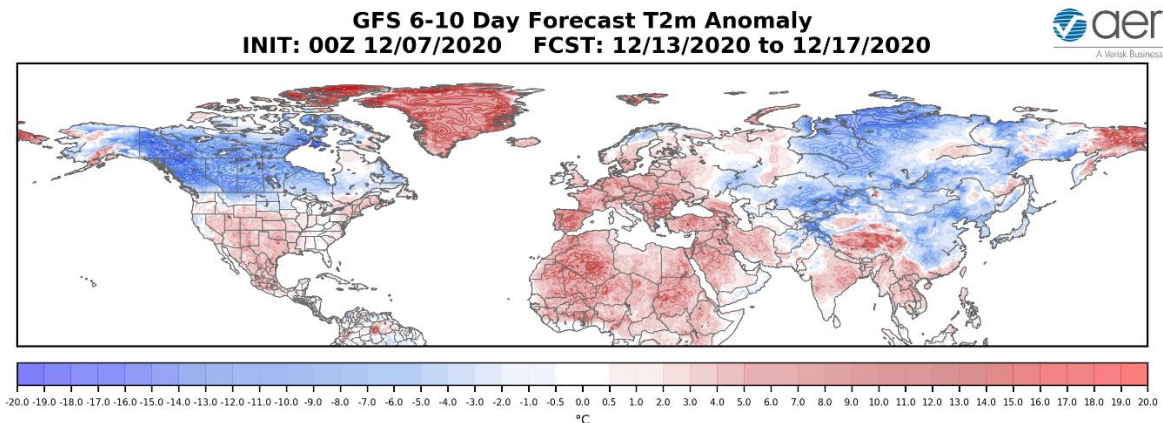 GFS 6-10 Day Forecast T2m Anomaly
INIT: 00Z 12/07/2020 FCST: 12/13/2020 to 12/17/2020
aer
A Verisk Business
-20.0 -19.0 -18.0 -17.0 -16.0 -15.0 -14.0 -13.0 -12.0 -11.0 -10.0 -9.0 -8.0 -7.0 -6.0 -5.0 -4.0 -3.0 -2.0 -1.0 -0.5 0.0 0.5 1.0 2.0 3.0 4.0 5.0 6.0 7.0 8.0 9.0 10.0 11.0 12.0 13.0 14.0 15.0 16.0 17.0 18.0 19.0 20.0
°C